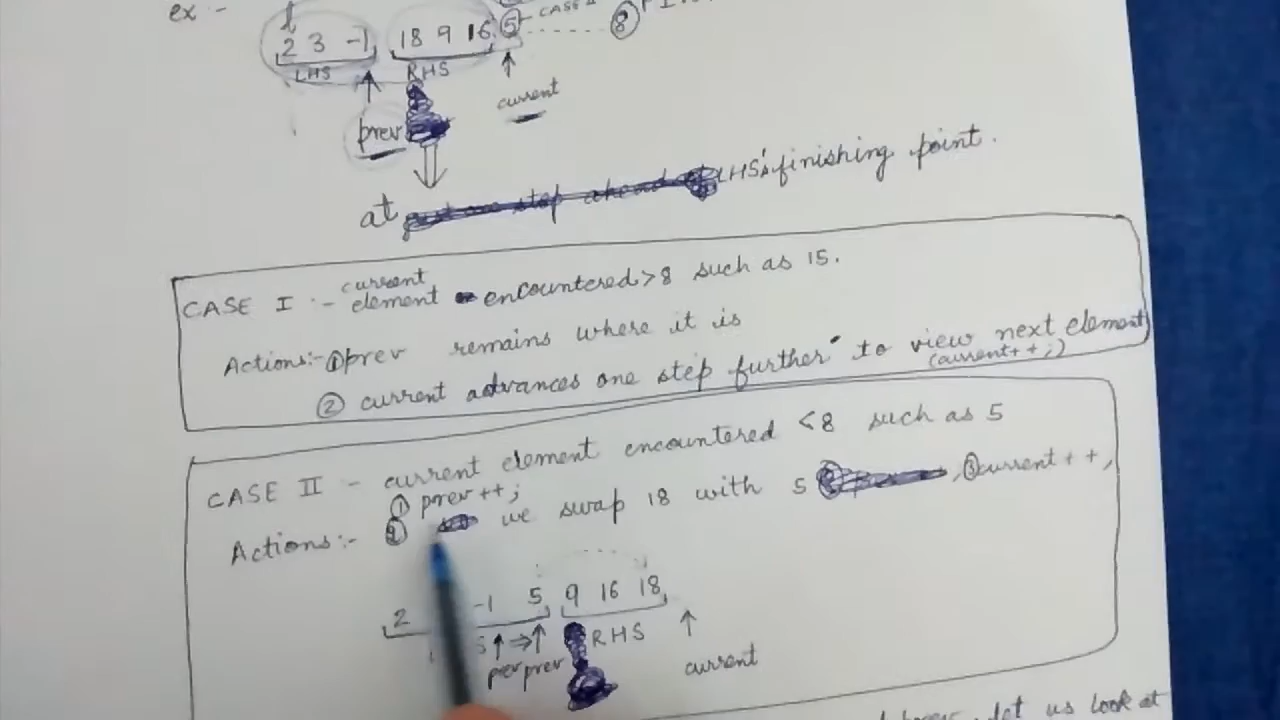 ex :-
2 3 -1 18 9 16 5 CASE 8
LHS RHS
prev current
at LHS's finishing point.
CASE I :- current element encountered > 8 such as 15.
Actions:- ① prev remains where it is
② current advances one step further to view next element
(current++;)
CASE II - current element encountered < 8 such as 5
Actions:- ① prev++;
② we swap 18 with 5 , ③ current++,
2 -1 5 9 16 18
S ⇒ RHS
prev current
let us look at